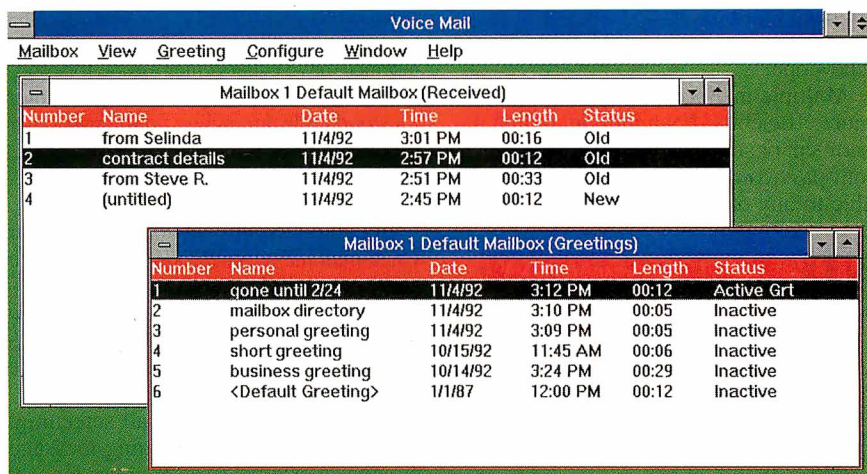 Voice Mail
Mailbox View Greeting Configure Window Help
Mailbox 1 Default Mailbox (Received)
Number Name Date Time Length Status
1 from Selinda 11/4/92 3:01 PM 00:16 Old
2 contract details 11/4/92 2:57 PM 00:12 Old
3 from Steve R. 11/4/92 2:51 PM 00:33 Old
4 (untitled) 11/4/92 2:45 PM 00:12 New
Mailbox 1 Default Mailbox (Greetings)
Number Name Date Time Length Status
1 gone until 2/24 11/4/92 3:12 PM 00:12 Active Grt
2 mailbox directory 11/4/92 3:10 PM 00:05 Inactive
3 personal greeting 11/4/92 3:09 PM 00:05 Inactive
4 short greeting 10/15/92 11:45 AM 00:06 Inactive
5 business greeting 10/14/92 3:24 PM 00:29 Inactive
6 <Default Greeting> 1/1/87 12:00 PM 00:12 Inactive